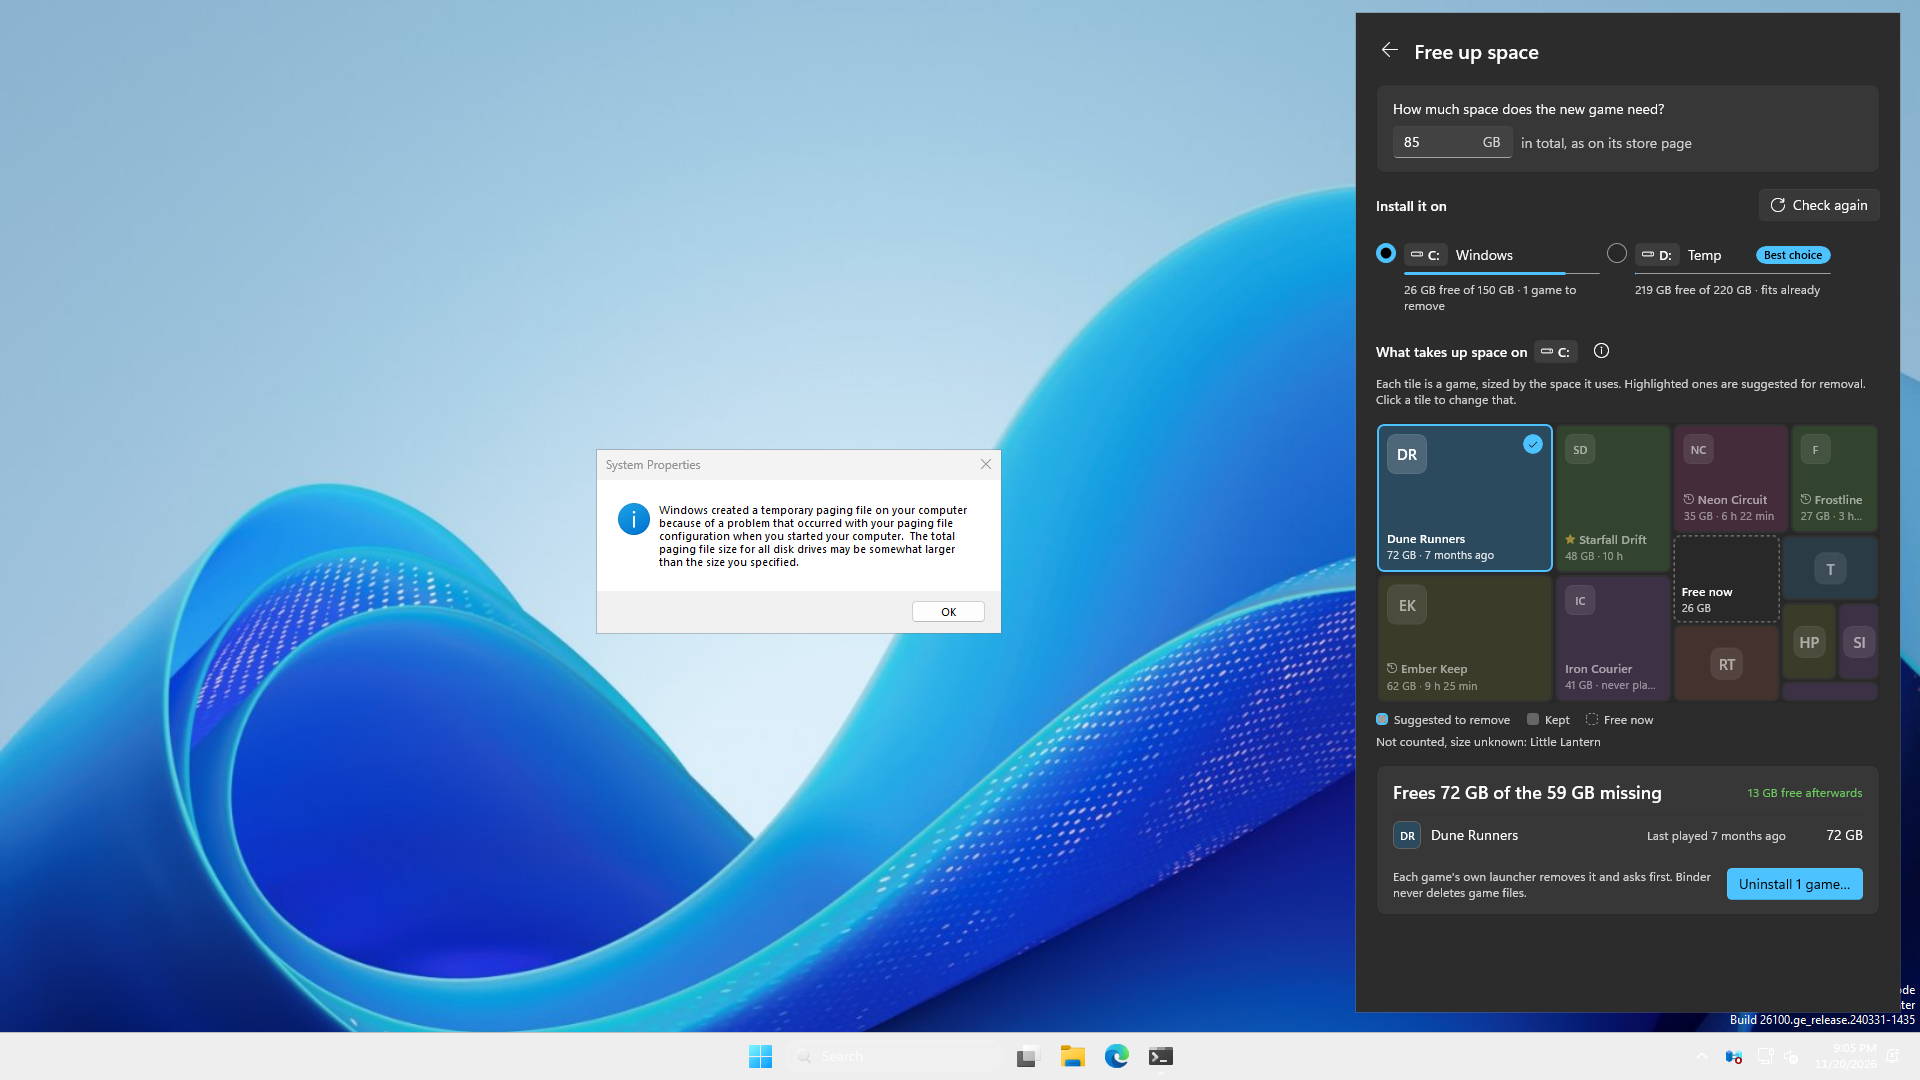 Free up space
How much space does the new game need?
85 GB in total, as on its store page
Install it on
Check again
C: Windows
26 GB free of 150 GB · 1 game to
remove
D: Temp Best choice
219 GB free of 220 GB · fits already
What takes up space on C:
Each tile is a game, sized by the space it uses. Highlighted ones are suggested for removal.
Click a tile to change that.
DR
Dune Runners
72 GB · 7 months ago
SD
Starfall Drift
48 GB · 10 h
NC
Neon Circuit
35 GB · 6 h 22 min
F
Frostline
27 GB · 3 h...
EK
Ember Keep
62 GB · 9 h 25 min
IC
Iron Courier
41 GB · never pla...
Free now
26 GB
T
RT
HP
SI
Suggested to remove
Kept
Free now
Not counted, size unknown: Little Lantern
Frees 72 GB of the 59 GB missing
13 GB free afterwards
DR Dune Runners
Last played 7 months ago
72 GB
Each game's own launcher removes it and asks first. Binder
never deletes game files.
Uninstall 1 game...
System Properties
Windows created a temporary paging file on your computer
because of a problem that occurred with your paging file
configuration when you started your computer. The total
paging file size for all disk drives may be somewhat larger
than the size you specified.
OK
Build 26100.ge_release.240331-1435
Search
9:05 PM
11/20/2026